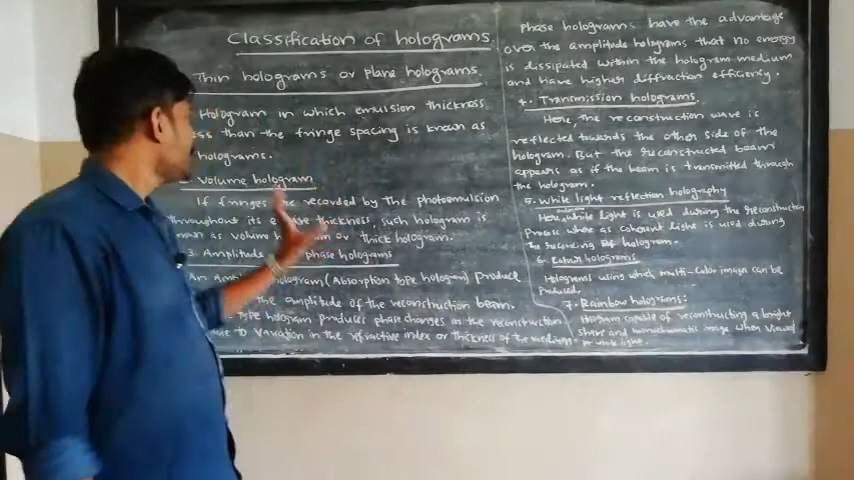 Classification of holograms
Thin holograms or plane holograms.
Hologram in which emulsion thickness
ess than the fringe spacing is known as
holograms.
Volume hologram
If fringes are recorded by the photoemulsion
throughout its thickness, such hologram is
as volume or thick hologram.
3. Amplitude phase holograms
An hologram (Absorption type hologram) produce
the amplitude of the reconstruction beam.
type hologram produces phase changes in the reconstruction
due to variation in the refractive index or thickness of the medium.
Phase holograms have the advantage
over the amplitude holograms that no energy
is dissipated within the hologram medium
and have higher diffraction efficiency.
4. Transmission holograms
Here, the reconstruction wave is
reflected towards the other side of the
hologram. But the reconstructed beam
appears as if the beam is transmitted through
the hologram.
5. White light reflection holography
Here, white light is used during the reconstructing
process where as coherent light is used during
the recording of hologram.
6. Colour holograms
Holograms using which multi-color image can be
produced.
7. Rainbow holograms:
capable of reconstructing a bright
and monochromatic image when viewed
white light.